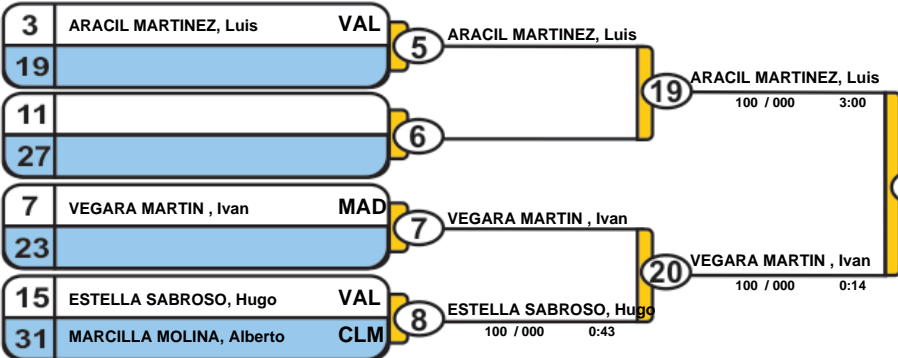 3 ARACIL MARTINEZ, Luis VAL
19
5 ARACIL MARTINEZ, Luis
11
27
6
19 ARACIL MARTINEZ, Luis
100 / 000 3:00
7 VEGARA MARTIN , Ivan MAD
23
7 VEGARA MARTIN , Ivan
15 ESTELLA SABROSO, Hugo VAL
31 MARCILLA MOLINA, Alberto CLM
8 ESTELLA SABROSO, Hugo
100 / 000 0:43
20 VEGARA MARTIN , Ivan
100 / 000 0:14